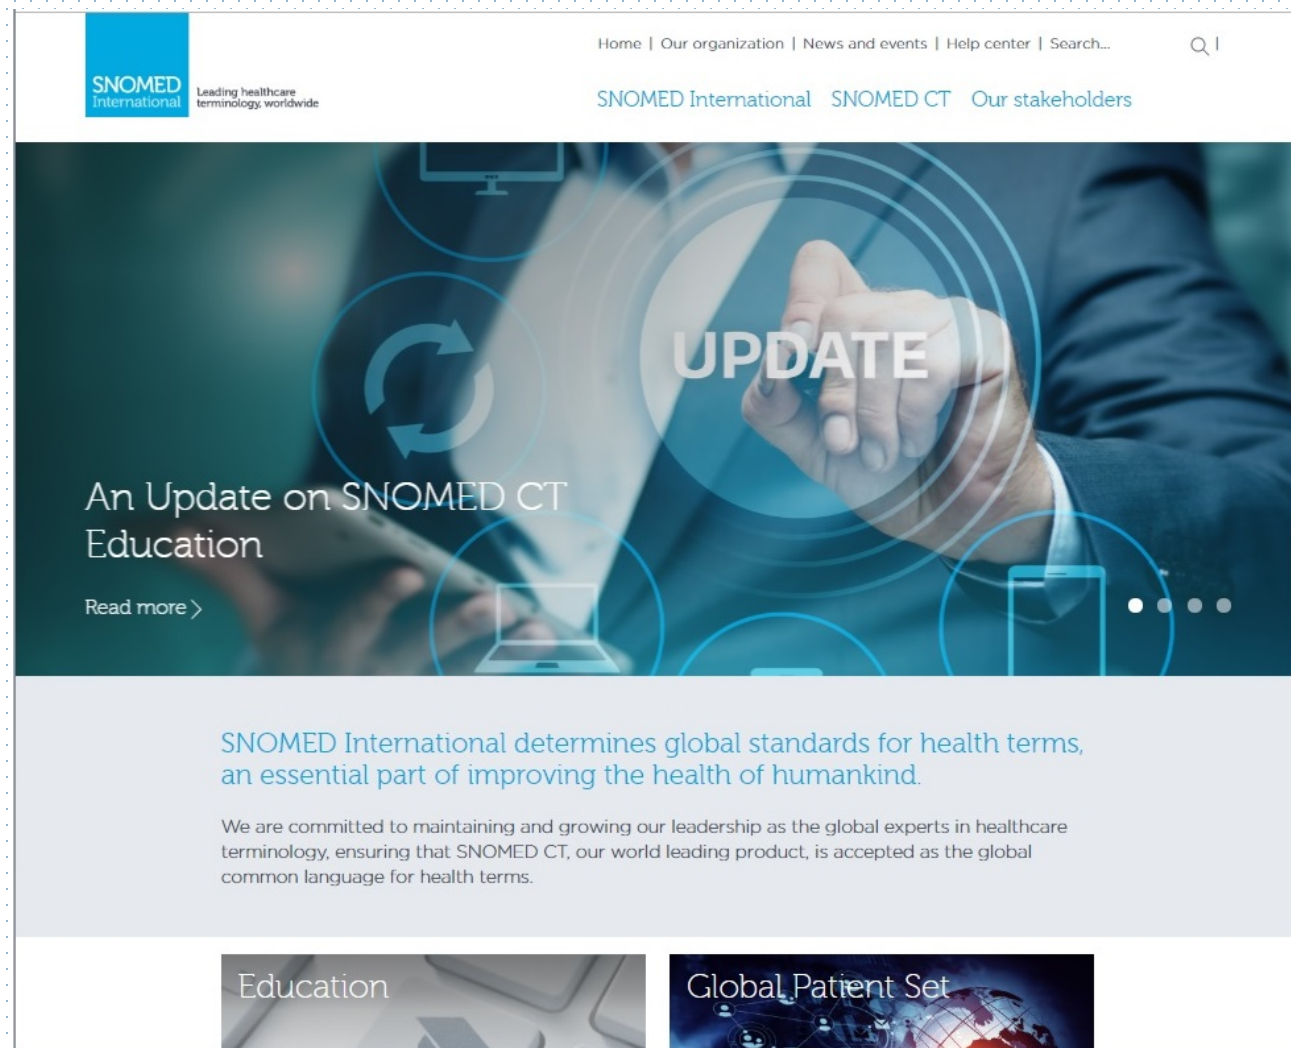 SNOMED
International
Leading healthcare
terminology, worldwide
Home | Our organization | News and events | Help center | Search... |
SNOMED International SNOMED CT Our stakeholders
UPDATE
An Update on SNOMED CT
Education
Read more >
SNOMED International determines global standards for health terms,
an essential part of improving the health of humankind.
We are committed to maintaining and growing our leadership as the global experts in healthcare
terminology, ensuring that SNOMED CT, our world leading product, is accepted as the global
common language for health terms.
Education
Global Patient Set